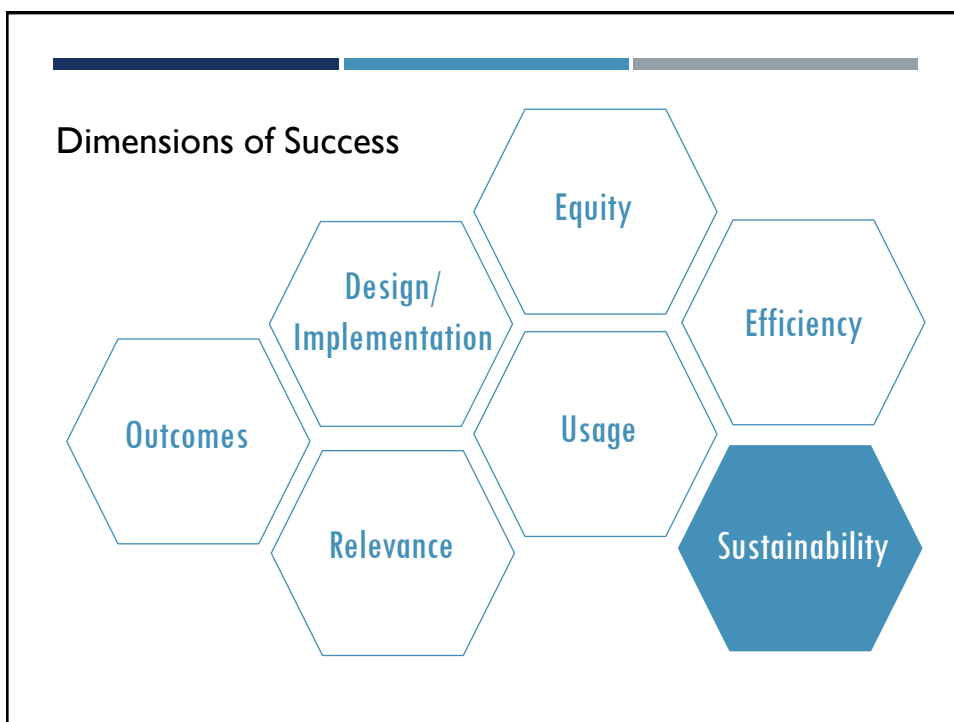 Dimensions of Success
Equity
Design/
Implementation
Efficiency
Outcomes
Usage
Relevance
Sustainability